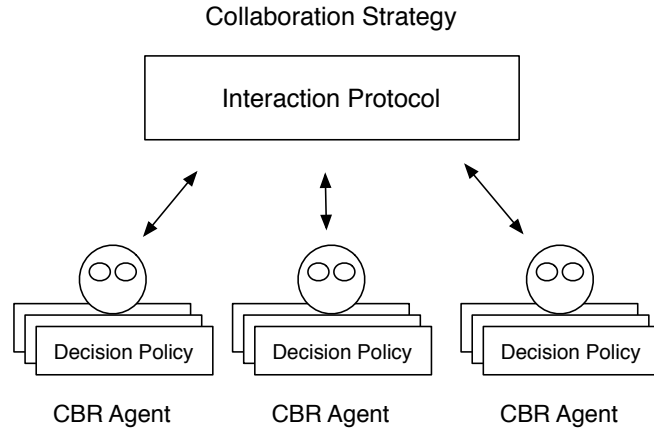 Collaboration Strategy
Interaction Protocol
Decision Policy
Decision Policy
Decision Policy
CBR Agent
CBR Agent
CBR Agent